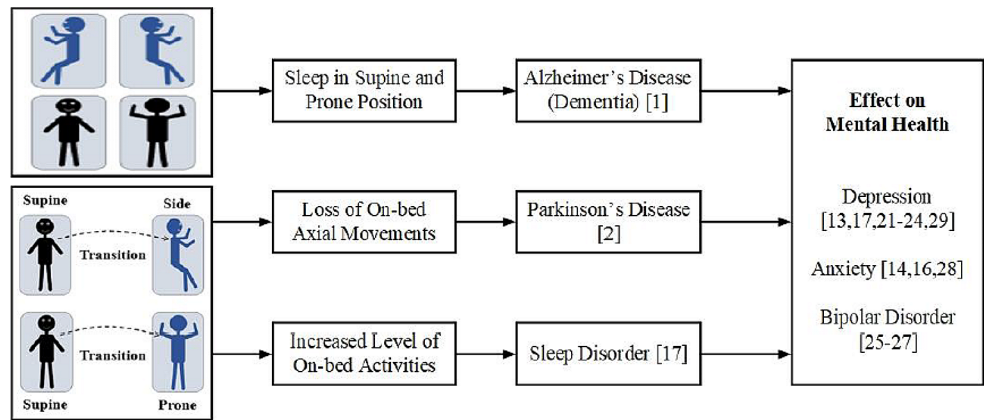 Sleep in Supine and
Prone Position
Alzheimer's Disease
(Dementia) [1]
Effect on
Mental Health
Depression
[13,17,21-24,29]
Anxiety [14,16,28]
Bipolar Disorder
[25-27]
Supine
Side
Transition
Loss of On-bed
Axial Movements
Parkinson's Disease
[2]
Transition
Supine
Prone
Increased Level of
On-bed Activities
Sleep Disorder [17]